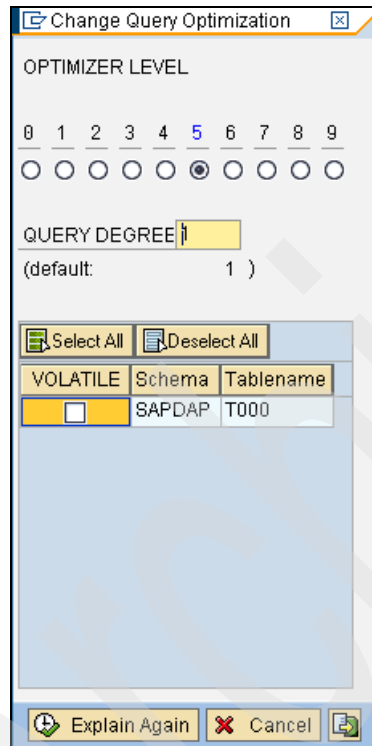 Change Query Optimization
OPTIMIZER LEVEL
0 1 2 3 4 5 6 7 8 9
QUERY DEGREE 1
(default: 1 )
Select All Deselect All
VOLATILE Schema Tablename
SAPDAP T000
Explain Again Cancel